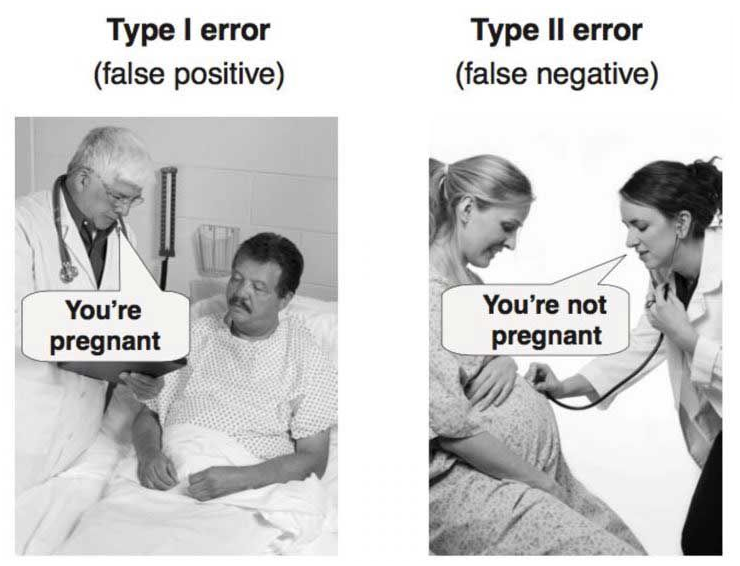 Type I error
(false positive)
You're
pregnant
Type II error
(false negative)
You're not
pregnant